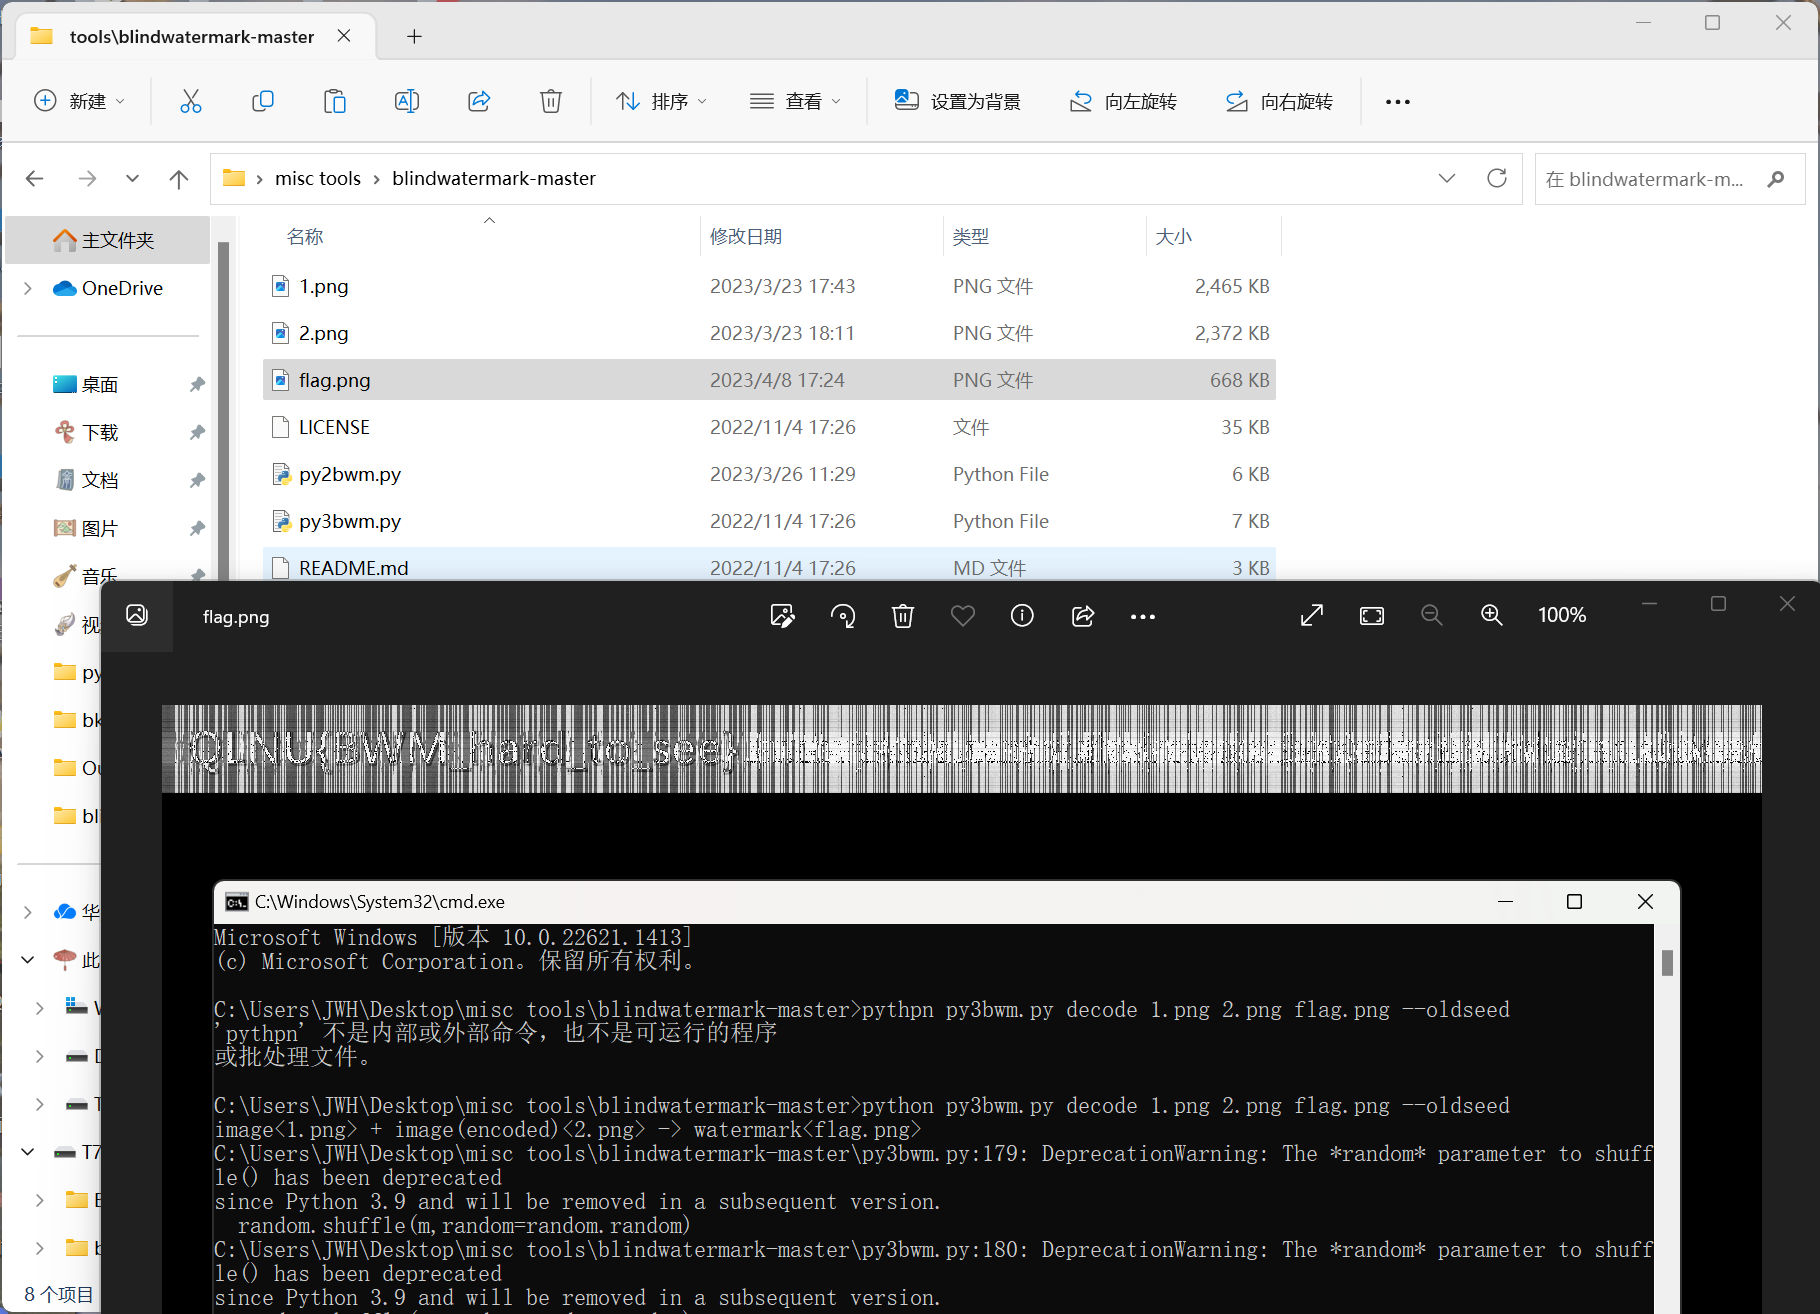 tools\blindwatermark-master
新建
排序
查看
设置为背景
向左旋转
向右旋转
misc tools
blindwatermark-master
在 blindwatermark-m...
主文件夹
OneDrive
桌面
下载
文档
图片
音乐
8 个项目
名称 修改日期 类型 大小
1.png 2023/3/23 17:43 PNG 文件 2,465 KB
2.png 2023/3/23 18:11 PNG 文件 2,372 KB
flag.png 2023/4/8 17:24 PNG 文件 668 KB
LICENSE 2022/11/4 17:26 文件 35 KB
py2bwm.py 2023/3/26 11:29 Python File 6 KB
py3bwm.py 2022/11/4 17:26 Python File 7 KB
README.md 2022/11/4 17:26 MD 文件 3 KB
flag.png
100%
QLNU{BWM_hard_to_see}
C:\Windows\System32\cmd.exe
Microsoft Windows [版本 10.0.22621.1413]
(c) Microsoft Corporation。保留所有权利。
C:\Users\JWH\Desktop\misc tools\blindwatermark-master>pythpn py3bwm.py decode 1.png 2.png flag.png --oldseed
'pythpn' 不是内部或外部命令，也不是可运行的程序
或批处理文件。
C:\Users\JWH\Desktop\misc tools\blindwatermark-master>python py3bwm.py decode 1.png 2.png flag.png --oldseed
image<1.png> + image(encoded)<2.png> -> watermark<flag.png>
C:\Users\JWH\Desktop\misc tools\blindwatermark-master\py3bwm.py:179: DeprecationWarning: The *random* parameter to shuff
le() has been deprecated
since Python 3.9 and will be removed in a subsequent version.
random.shuffle(m,random=random.random)
C:\Users\JWH\Desktop\misc tools\blindwatermark-master\py3bwm.py:180: DeprecationWarning: The *random* parameter to shuff
le() has been deprecated
since Python 3.9 and will be removed in a subsequent version.